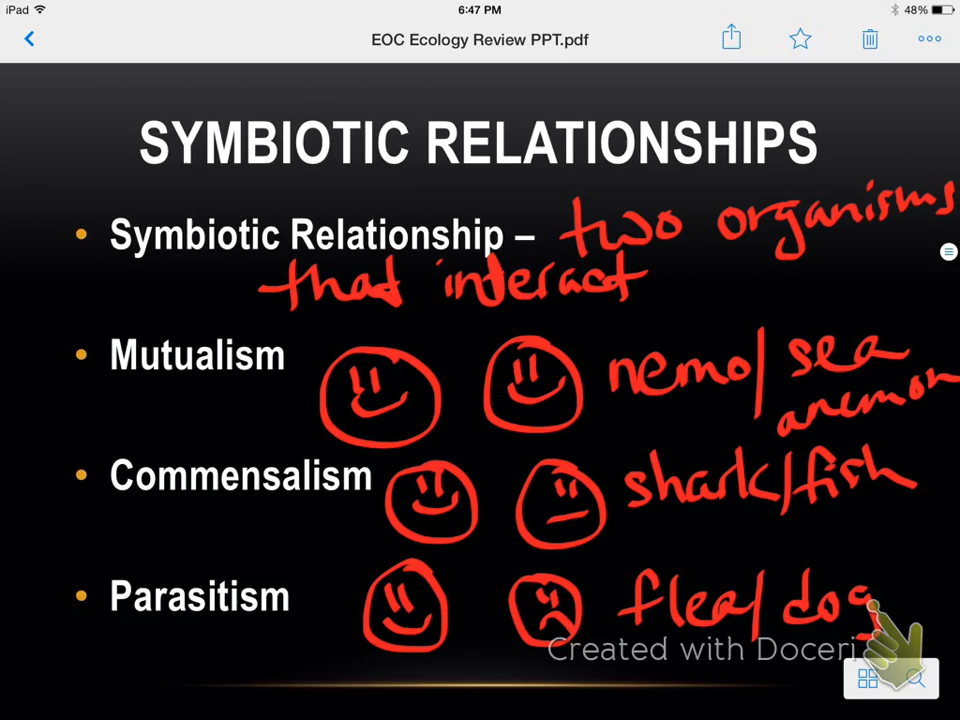 iPad 6:47 PM 48%
EOC Ecology Review PPT.pdf
SYMBIOTIC RELATIONSHIPS
• Symbiotic Relationship – two organisms
that interact
• Mutualism nemo/ sea
anemon
• Commensalism shark/fish
• Parasitism flea/ dog
Created with Doceri